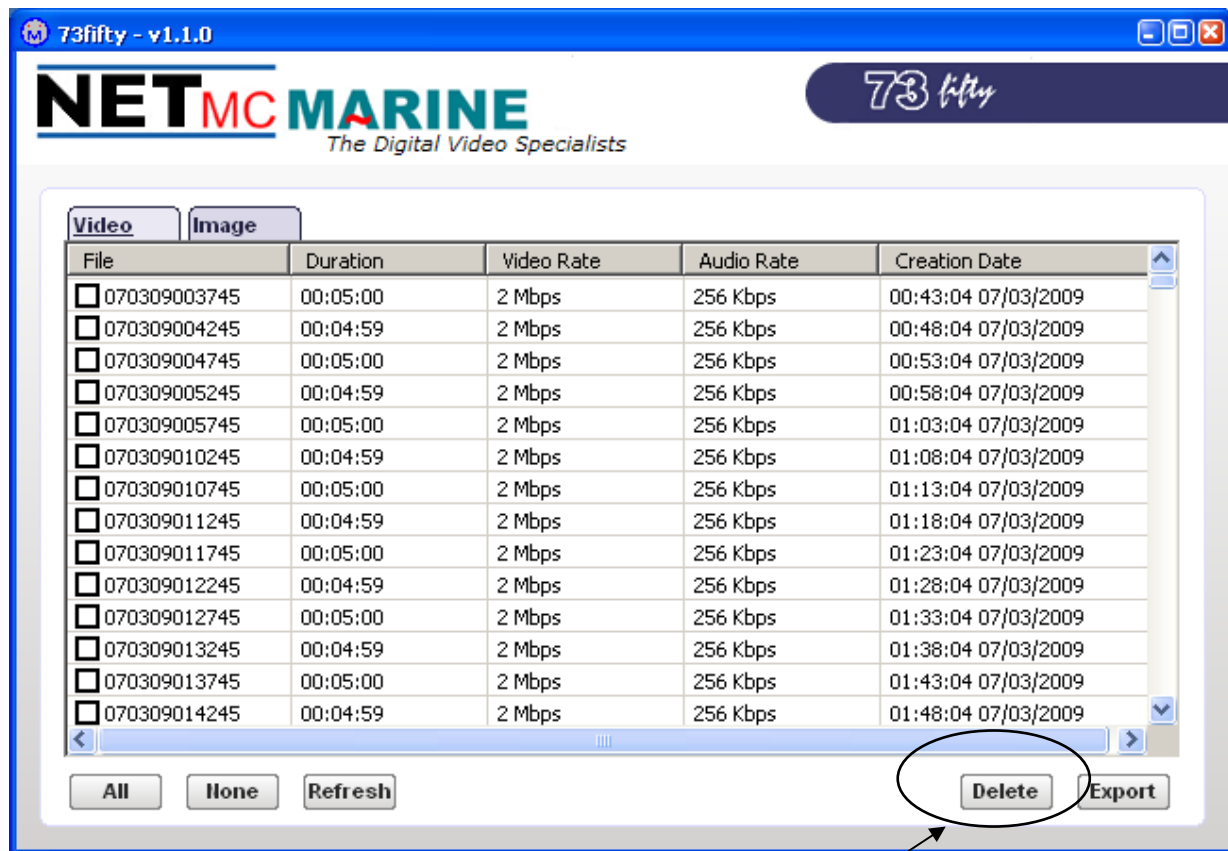 73fifty - v1.1.0
NETMC MARINE
The Digital Video Specialists
73 fifty
Video Image
File Duration Video Rate Audio Rate Creation Date
070309003745 00:05:00 2 Mbps 256 Kbps 00:43:04 07/03/2009
070309004245 00:04:59 2 Mbps 256 Kbps 00:48:04 07/03/2009
070309004745 00:05:00 2 Mbps 256 Kbps 00:53:04 07/03/2009
070309005245 00:04:59 2 Mbps 256 Kbps 00:58:04 07/03/2009
070309005745 00:05:00 2 Mbps 256 Kbps 01:03:04 07/03/2009
070309010245 00:04:59 2 Mbps 256 Kbps 01:08:04 07/03/2009
070309010745 00:05:00 2 Mbps 256 Kbps 01:13:04 07/03/2009
070309011245 00:04:59 2 Mbps 256 Kbps 01:18:04 07/03/2009
070309011745 00:05:00 2 Mbps 256 Kbps 01:23:04 07/03/2009
070309012245 00:04:59 2 Mbps 256 Kbps 01:28:04 07/03/2009
070309012745 00:05:00 2 Mbps 256 Kbps 01:33:04 07/03/2009
070309013245 00:04:59 2 Mbps 256 Kbps 01:38:04 07/03/2009
070309013745 00:05:00 2 Mbps 256 Kbps 01:43:04 07/03/2009
070309014245 00:04:59 2 Mbps 256 Kbps 01:48:04 07/03/2009
All None Refresh Delete Export